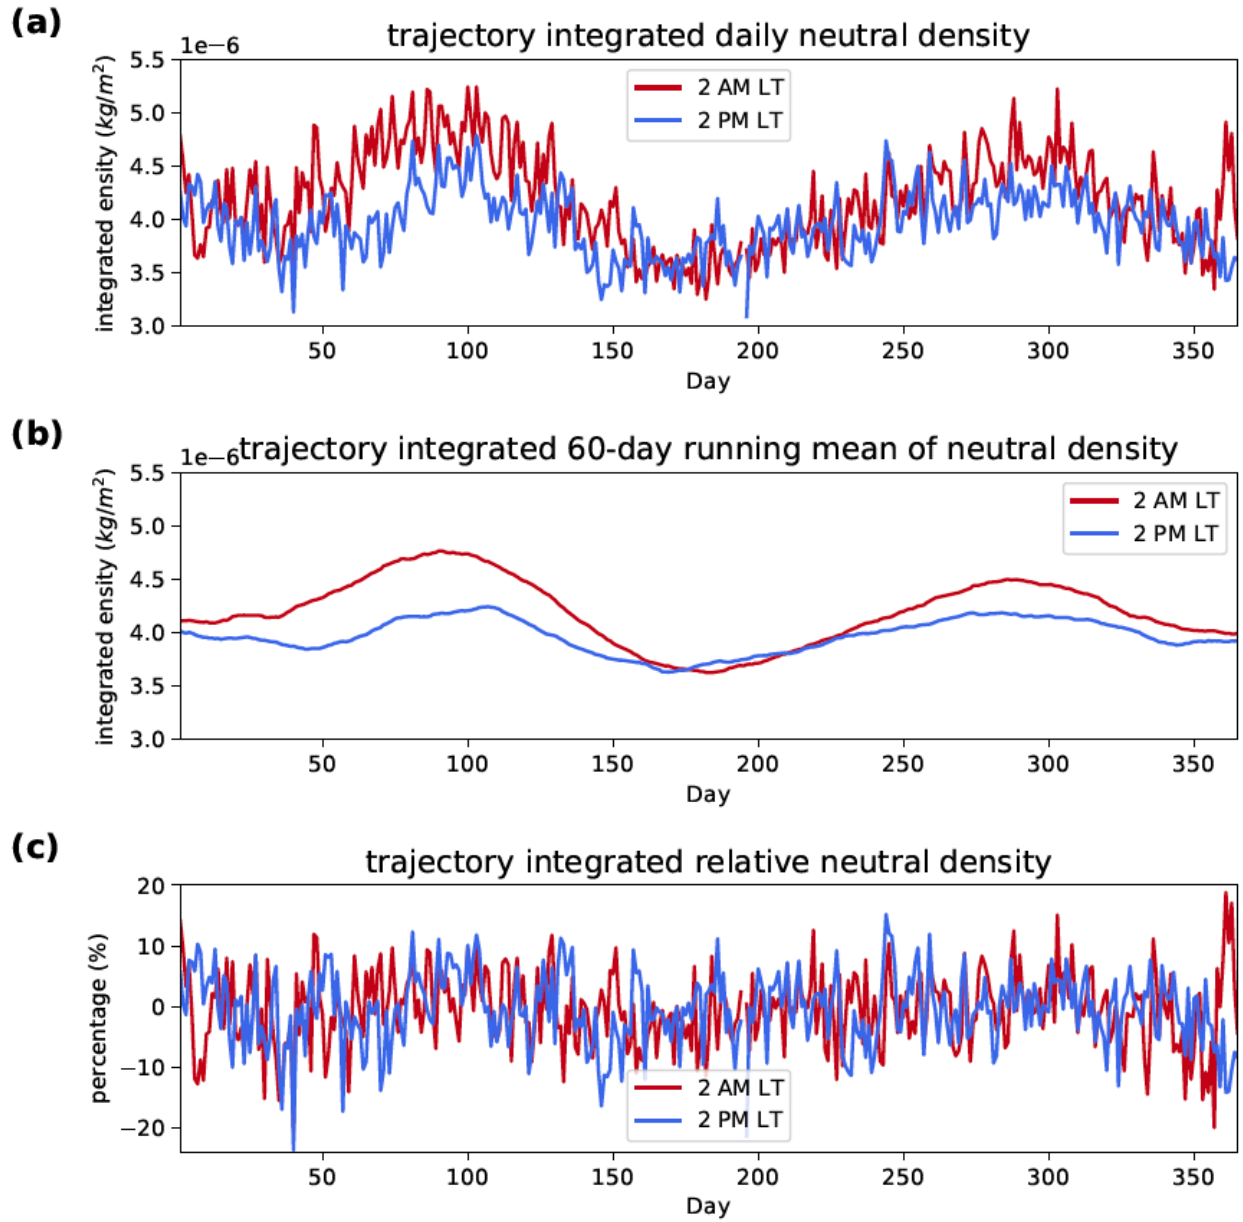 (a)
trajectory integrated daily neutral density
1e−6
integrated ensity (kg/m²)
5.5
5.0
4.5
4.0
3.5
3.0
2 AM LT
2 PM LT
50 100 150 200 250 300 350
Day
(b)
1e−6 trajectory integrated 60-day running mean of neutral density
integrated ensity (kg/m²)
5.5
5.0
4.5
4.0
3.5
3.0
2 AM LT
2 PM LT
50 100 150 200 250 300 350
Day
(c)
trajectory integrated relative neutral density
percentage (%)
20
10
0
−10
−20
2 AM LT
2 PM LT
50 100 150 200 250 300 350
Day